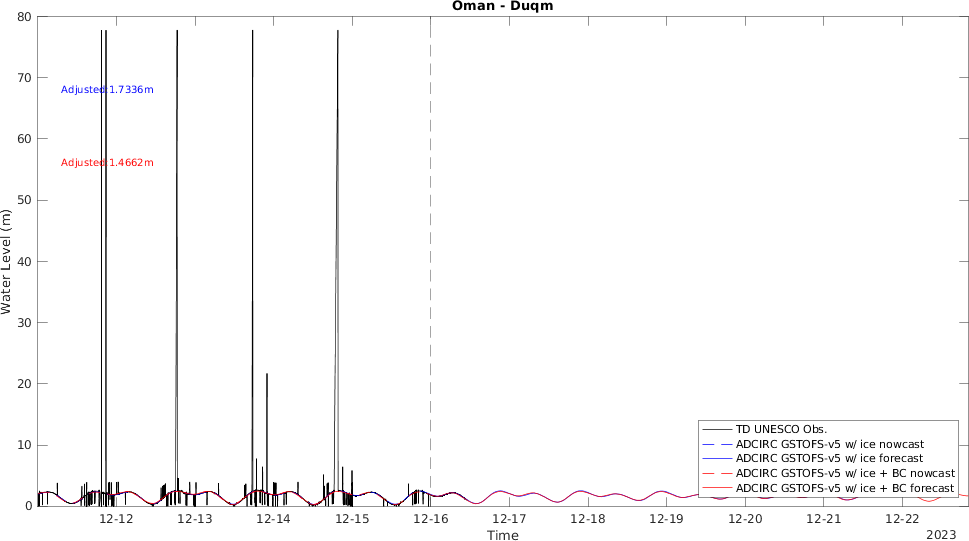 Oman - Duqm
80
70
60
50
40
30
20
10
0
Water Level (m)
Adjusted:1.7336m
Adjusted:1.4662m
TD UNESCO Obs.
ADCIRC GSTOFS-v5 w/ ice nowcast
ADCIRC GSTOFS-v5 w/ ice forecast
ADCIRC GSTOFS-v5 w/ ice + BC nowcast
ADCIRC GSTOFS-v5 w/ ice + BC forecast
12-12 12-13 12-14 12-15 12-16 12-17 12-18 12-19 12-20 12-21 12-22
Time
2023